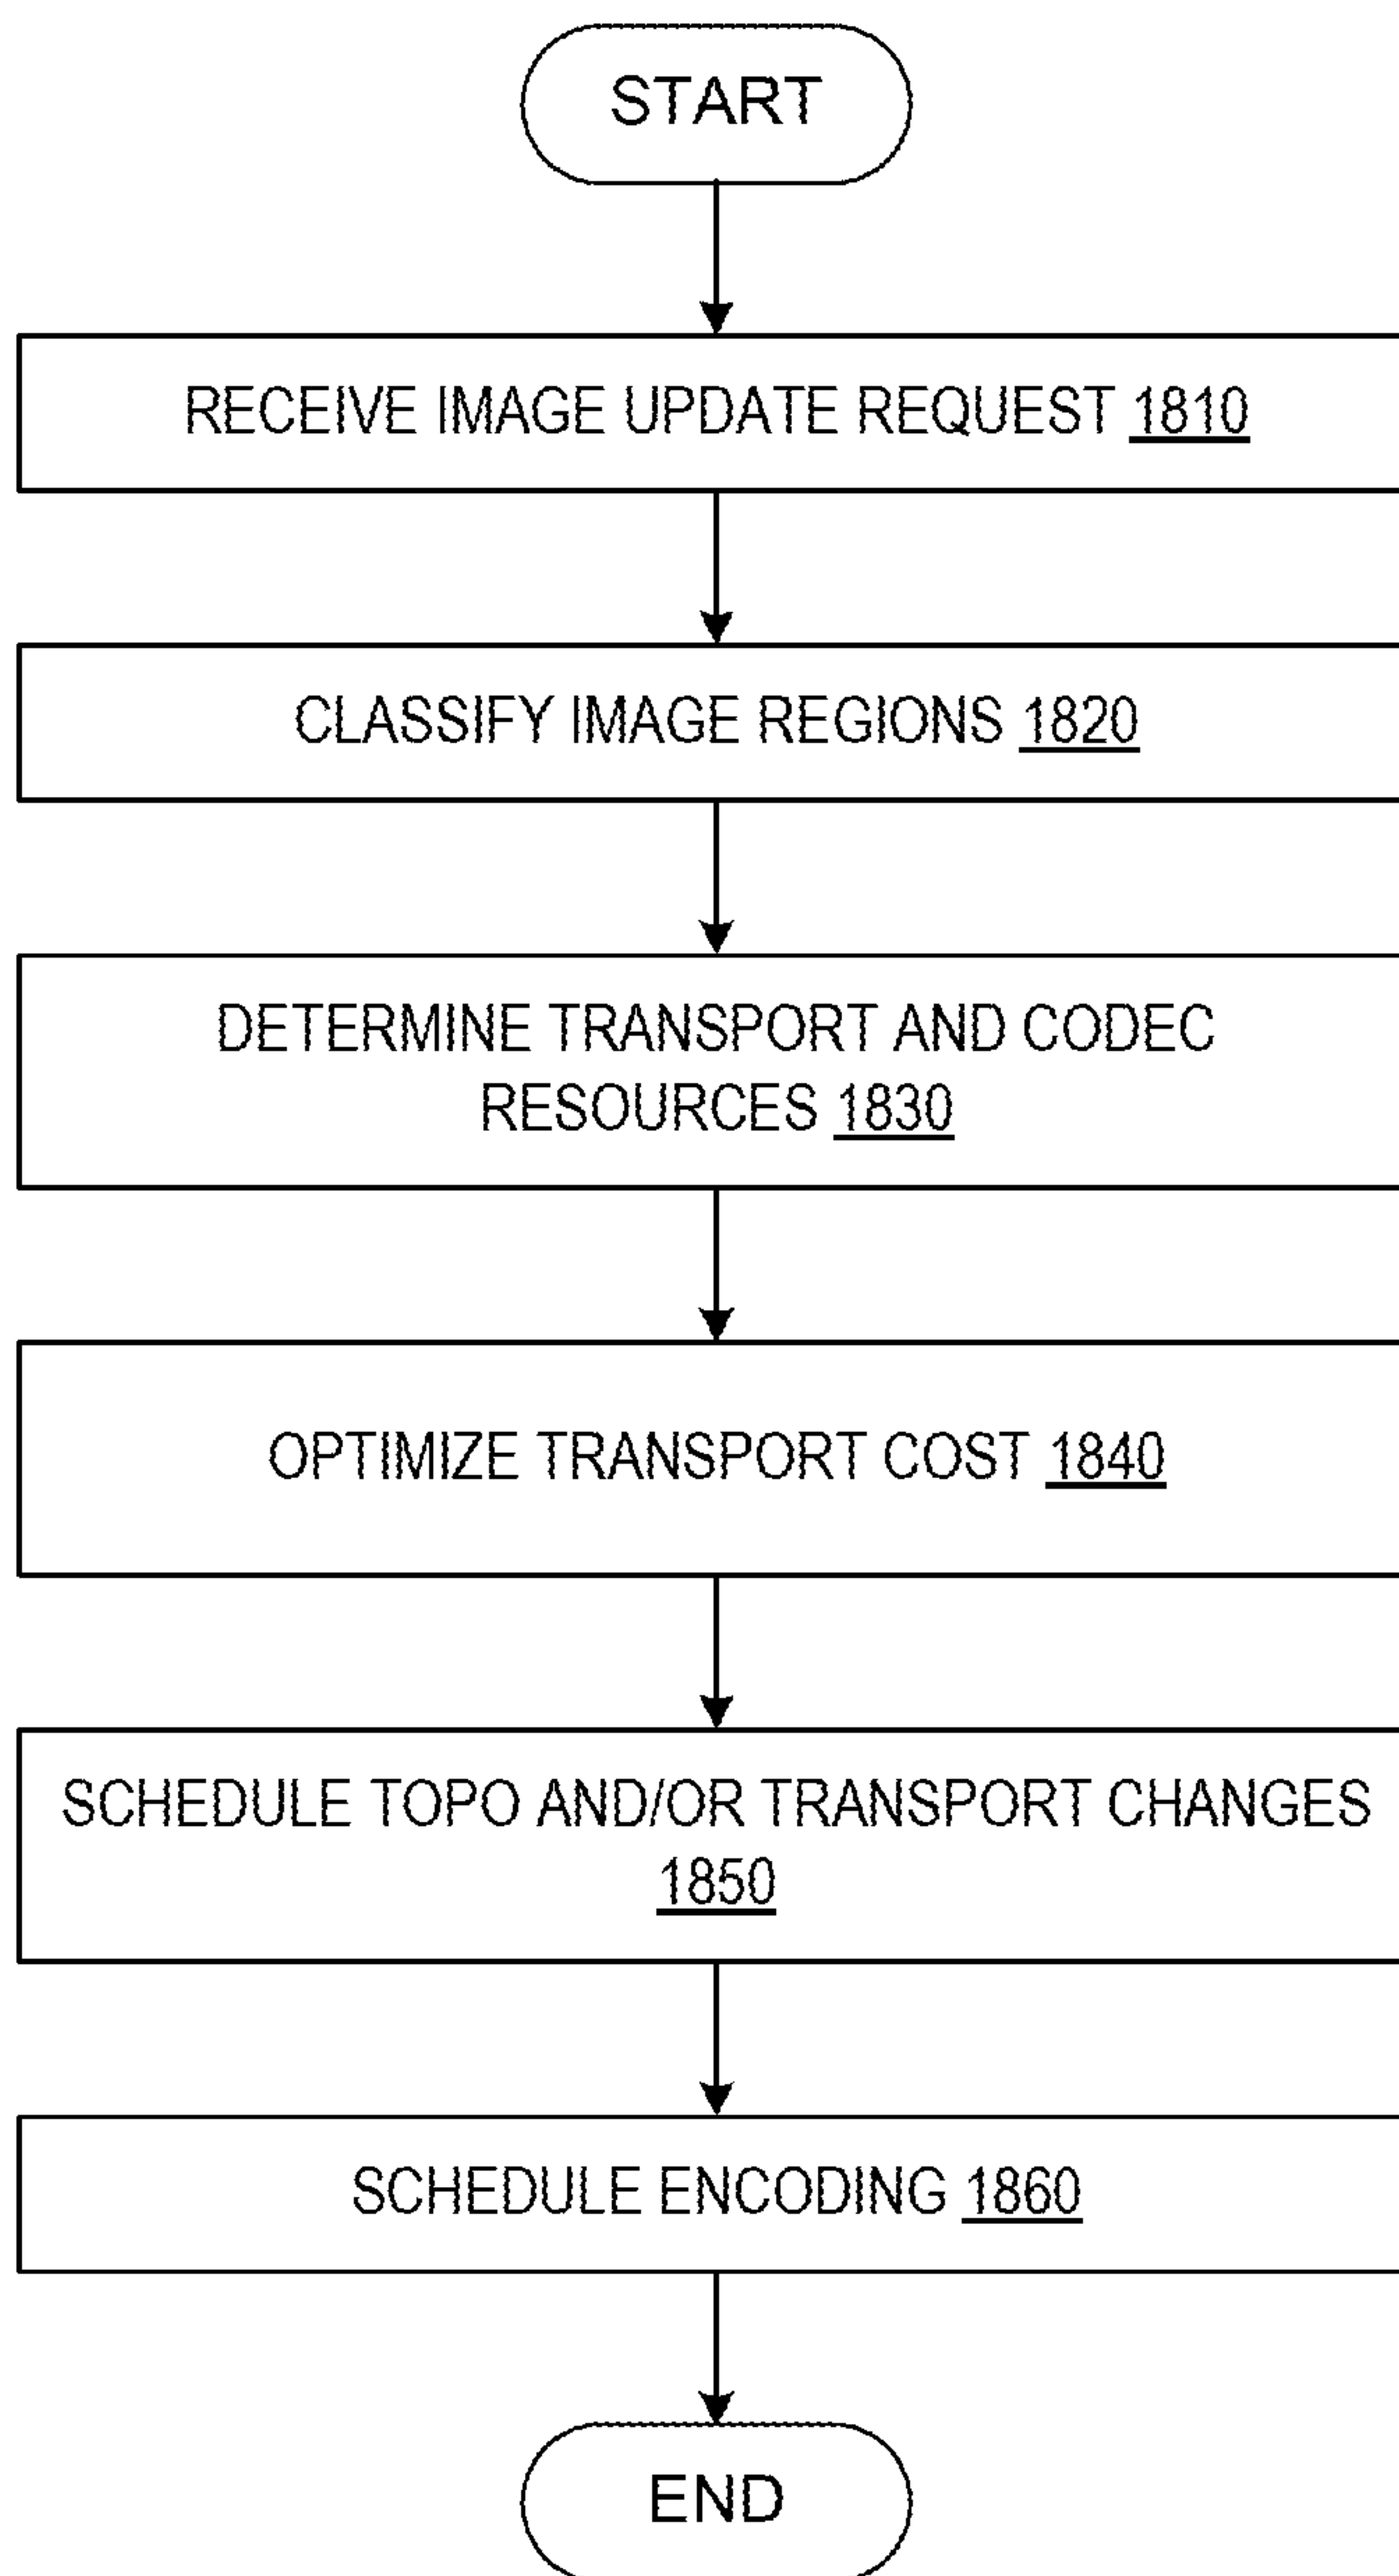 START
RECEIVE IMAGE UPDATE REQUEST 1810
CLASSIFY IMAGE REGIONS 1820
DETERMINE TRANSPORT AND CODEC
RESOURCES 1830
OPTIMIZE TRANSPORT COST 1840
SCHEDULE TOPO AND/OR TRANSPORT CHANGES
1850
SCHEDULE ENCODING 1860
END